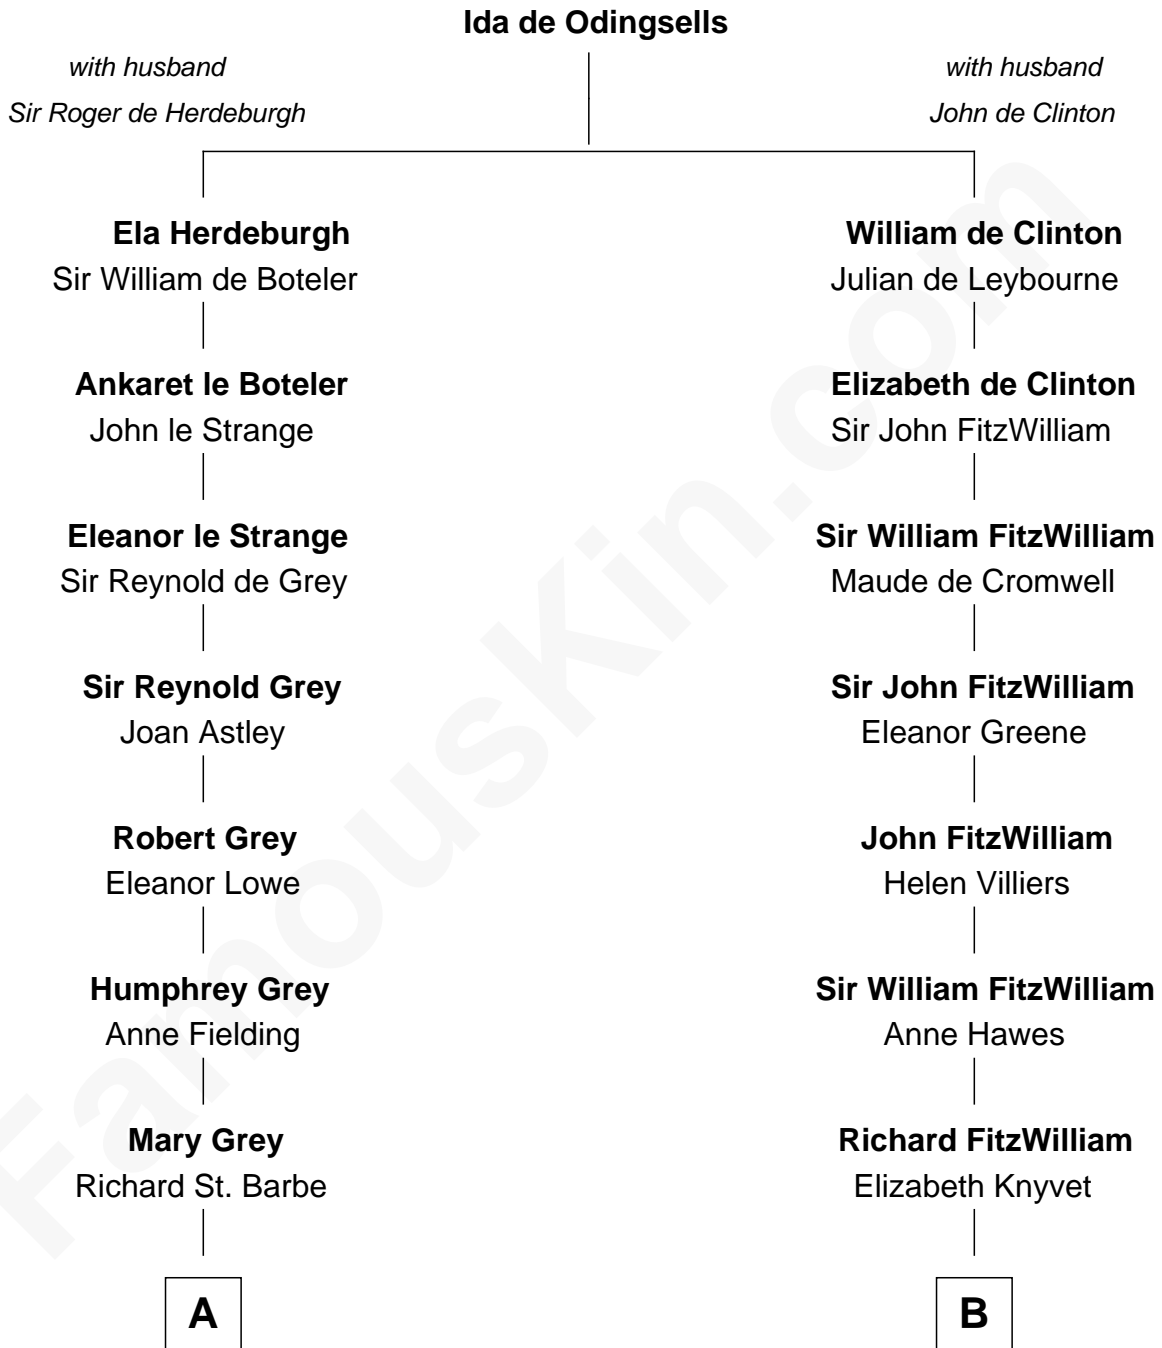 Ida de Odingsells
with husband
Sir Roger de Herdeburgh
with husband
John de Clinton
Ela Herdeburgh
Sir William de Boteler
William de Clinton
Julian de Leybourne
Ankaret le Boteler
John le Strange
Elizabeth de Clinton
Sir John FitzWilliam
Eleanor le Strange
Sir Reynold de Grey
Sir William FitzWilliam
Maude de Cromwell
Sir Reynold Grey
Joan Astley
Sir John FitzWilliam
Eleanor Greene
Robert Grey
Eleanor Lowe
John FitzWilliam
Helen Villiers
Humphrey Grey
Anne Fielding
Sir William FitzWilliam
Anne Hawes
Mary Grey
Richard St. Barbe
Richard FitzWilliam
Elizabeth Knyvet
A
B
FamousKin.com